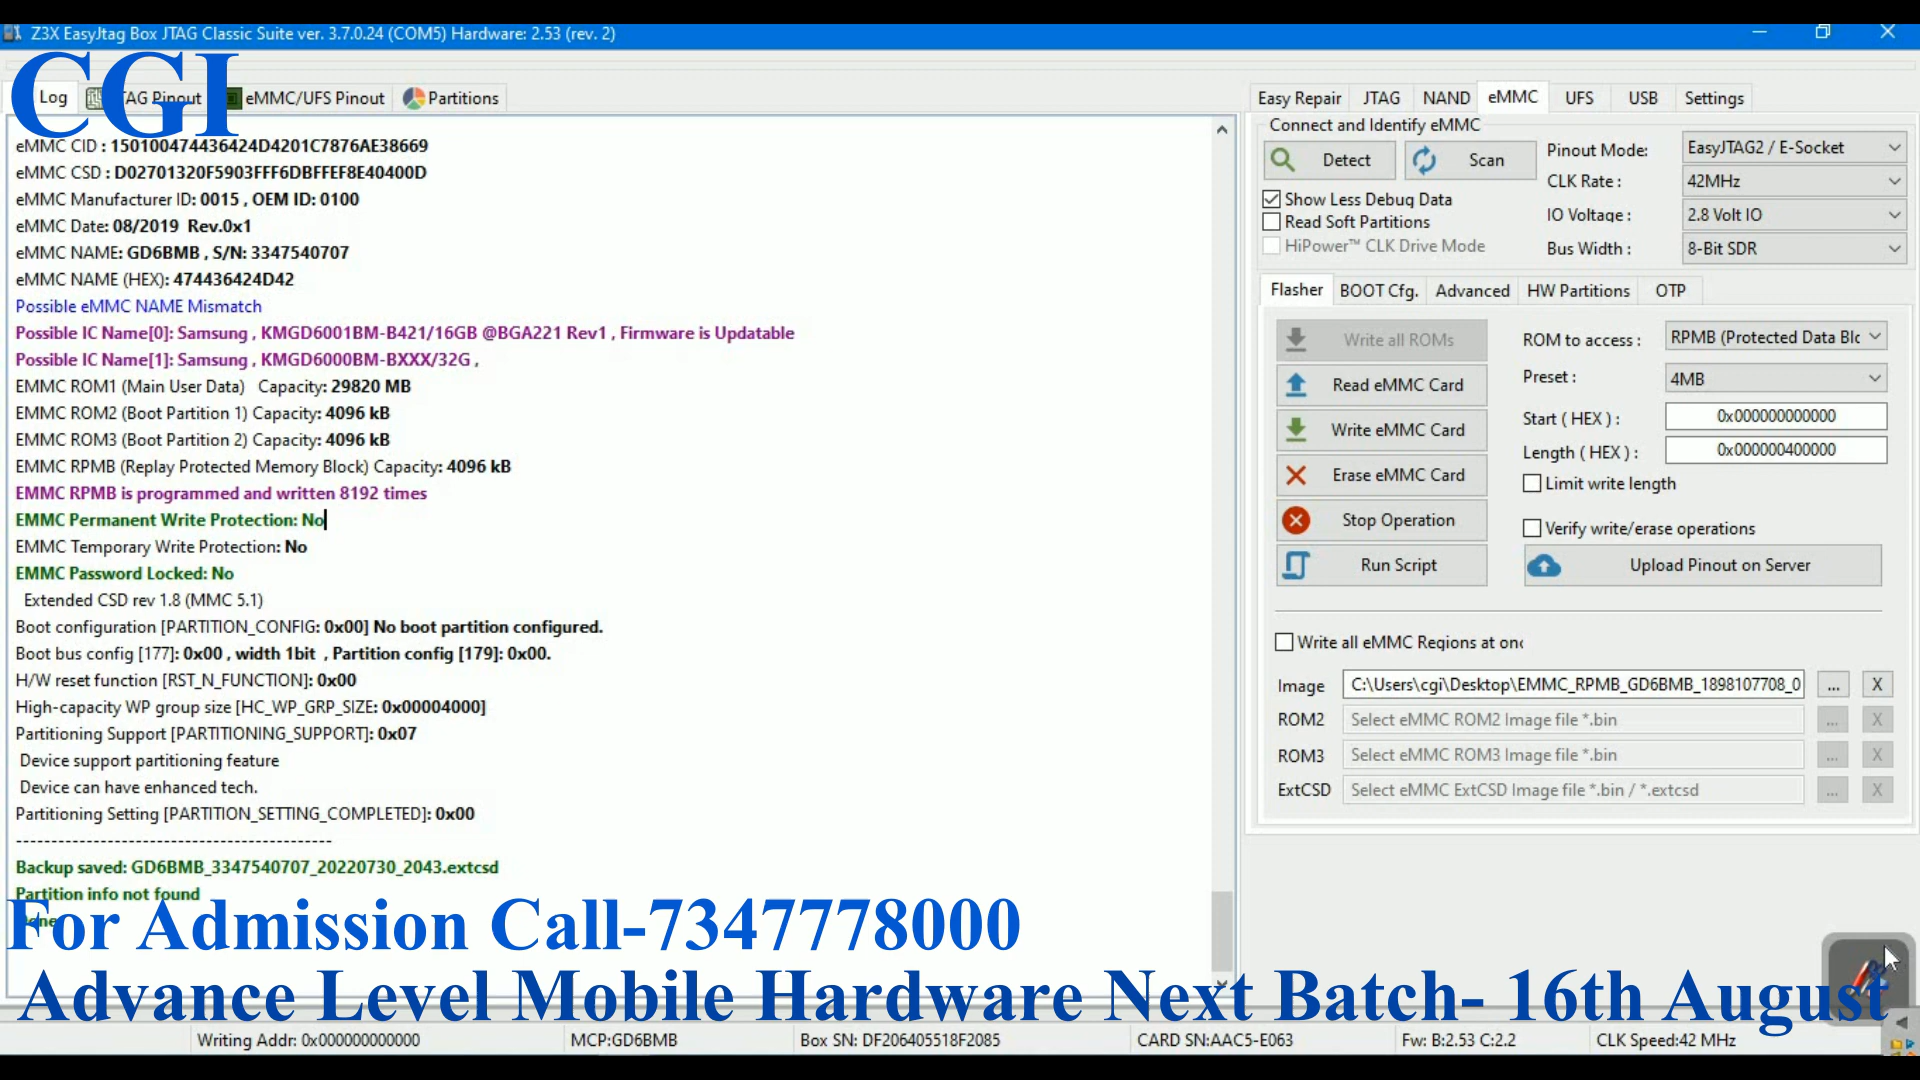 Z3X EasyJtag Box JTAG Classic Suite ver. 3.7.0.24 (COM5) Hardware: 2.53 (rev. 2)
CGI
Log
TAG Pinout
eMMC/UFS Pinout
Partitions
eMMC CID : 150100474436424D4201C7876AE38669
eMMC CSD : D02701320F5903FFF6DBFFEF8E40400D
eMMC Manufacturer ID: 0015 , OEM ID: 0100
eMMC Date: 08/2019 Rev.0x1
eMMC NAME: GD6BMB , S/N: 3347540707
eMMC NAME (HEX): 474436424D42
Possible eMMC NAME Mismatch
Possible IC Name[0]: Samsung , KMGD6001BM-B421/16GB @BGA221 Rev1 , Firmware is Updatable
Possible IC Name[1]: Samsung , KMGD6000BM-BXXX/32G ,
EMMC ROM1 (Main User Data) Capacity: 29820 MB
EMMC ROM2 (Boot Partition 1) Capacity: 4096 kB
EMMC ROM3 (Boot Partition 2) Capacity: 4096 kB
EMMC RPMB (Replay Protected Memory Block) Capacity: 4096 kB
EMMC RPMB is programmed and written 8192 times
EMMC Permanent Write Protection: No
EMMC Temporary Write Protection: No
EMMC Password Locked: No
Extended CSD rev 1.8 (MMC 5.1)
Boot configuration [PARTITION_CONFIG: 0x00] No boot partition configured.
Boot bus config [177]: 0x00 , width 1bit , Partition config [179]: 0x00.
H/W reset function [RST_N_FUNCTION]: 0x00
High-capacity WP group size [HC_WP_GRP_SIZE: 0x00004000]
Partitioning Support [PARTITIONING_SUPPORT]: 0x07
Device support partitioning feature
Device can have enhanced tech.
Partitioning Setting [PARTITION_SETTING_COMPLETED]: 0x00
--------------------------------------------
Backup saved: GD6BMB_3347540707_20220730_2043.extcsd
Partition info not found
For Admission Call-7347778000
Advance Level Mobile Hardware Next Batch- 16th August
Easy Repair
JTAG
NAND
eMMC
UFS
USB
Settings
Connect and Identify eMMC
Detect
Scan
Show Less Debug Data
Read Soft Partitions
HiPower™ CLK Drive Mode
Pinout Mode: EasyJTAG2 / E-Socket
CLK Rate : 42MHz
IO Voltage : 2.8 Volt IO
Bus Width : 8-Bit SDR
Flasher
BOOT Cfg.
Advanced
HW Partitions
OTP
Write all ROMs
Read eMMC Card
Write eMMC Card
Erase eMMC Card
Stop Operation
Run Script
ROM to access : RPMB (Protected Data Blc
Preset : 4MB
Start ( HEX ) : 0x000000000000
Length ( HEX ) : 0x000000400000
Limit write length
Verify write/erase operations
Upload Pinout on Server
Write all eMMC Regions at onc
Image C:\Users\cgi\Desktop\EMMC_RPMB_GD6BMB_1898107708_0 ... X
ROM2 Select eMMC ROM2 Image file *.bin ... X
ROM3 Select eMMC ROM3 Image file *.bin ... X
ExtCSD Select eMMC ExtCSD Image file *.bin / *.extcsd ... X
Writing Addr: 0x000000000000
MCP:GD6BMB
Box SN: DF206405518F2085
CARD SN:AAC5-E063
Fw: B:2.53 C:2.2
CLK Speed:42 MHz